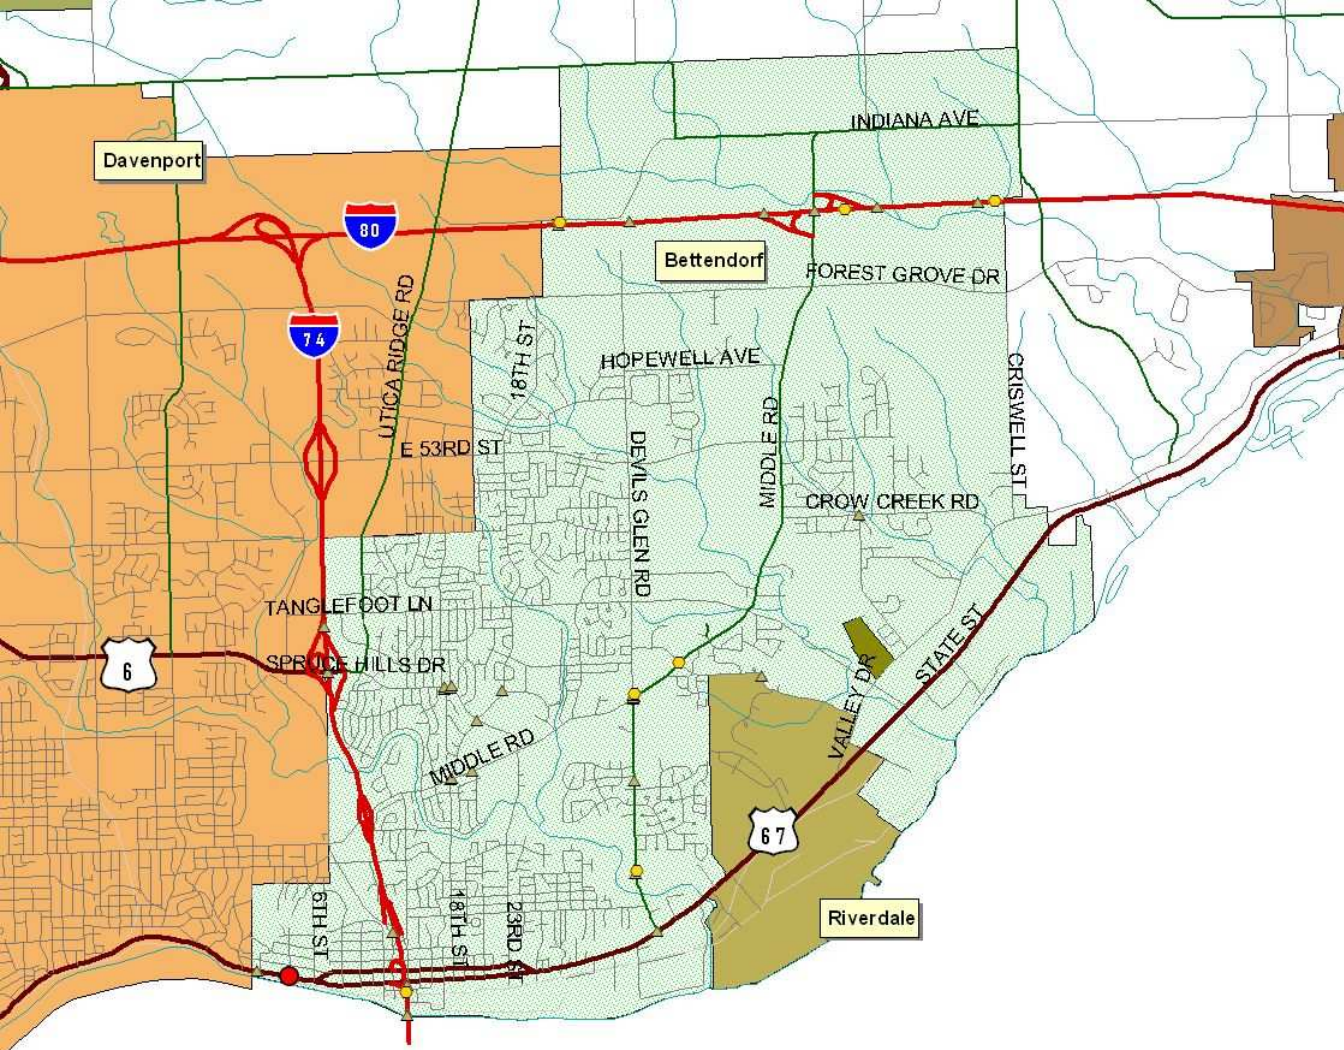 INDIANA AVE
Davenport
80
Bettendorf
FOREST GROVE DR
74
UTICA RIDGE RD
18TH ST
HOPEWELL AVE
CRISWELL ST
MIDDLE RD
DEVILS GLEN RD
E 53RD ST
CROW CREEK RD
TANGLEFOOT LN
SPRUCE HILLS DR
6
STATE ST
VALLEY DR
MIDDLE RD
67
Riverdale
6TH ST
18TH ST
23RD ST